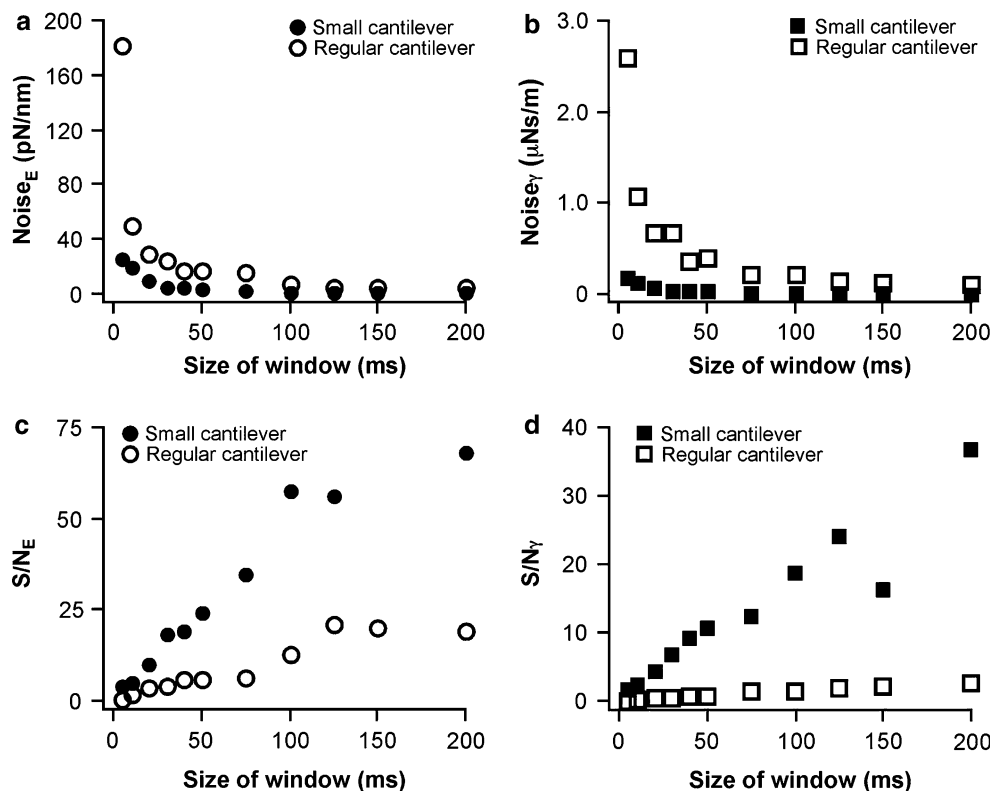 a
Small cantilever
Regular cantilever
Noise_E (pN/nm)
200
160
120
80
40
0
0 50 100 150 200
Size of window (ms)
b
Small cantilever
Regular cantilever
Noise_γ (μNs/m)
3.0
2.0
1.0
0
0 50 100 150 200
Size of window (ms)
c
Small cantilever
Regular cantilever
S/N_E
75
50
25
0
0 50 100 150 200
Size of window (ms)
d
Small cantilever
Regular cantilever
S/N_γ
40
30
20
10
0
0 50 100 150 200
Size of window (ms)